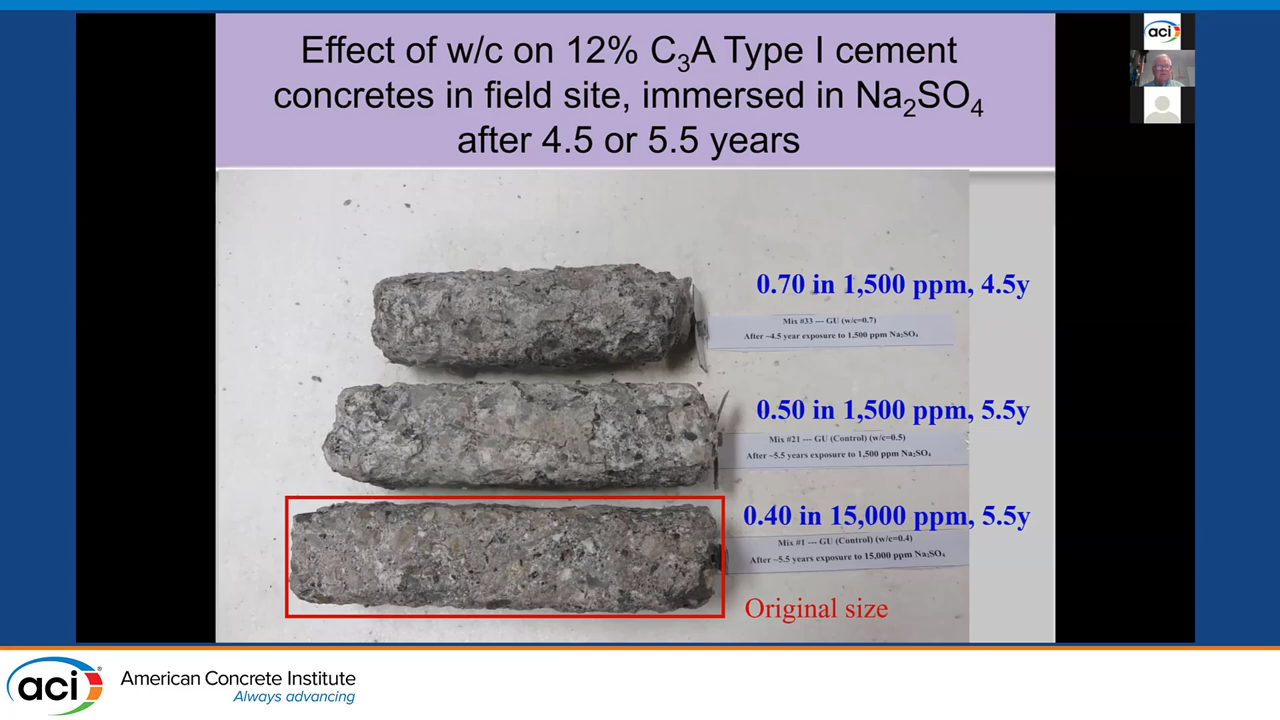 Effect of w/c on 12% C₃A Type I cement
concretes in field site, immersed in Na₂SO₄
after 4.5 or 5.5 years
aci
0.70 in 1,500 ppm, 4.5y
Mix #33 --- GU (w/c=0.7)
After ~4.5 year exposure to 1,500 ppm Na₂SO₄
0.50 in 1,500 ppm, 5.5y
Mix #21 --- GU (Control) (w/c=0.5)
After ~5.5 years exposure to 1,500 ppm Na₂SO₄
0.40 in 15,000 ppm, 5.5y
Mix #1 --- GU (Control) (w/c=0.4)
After ~5.5 years exposure to 15,000 ppm Na₂SO₄
Original size
aci®
American Concrete Institute
Always advancing